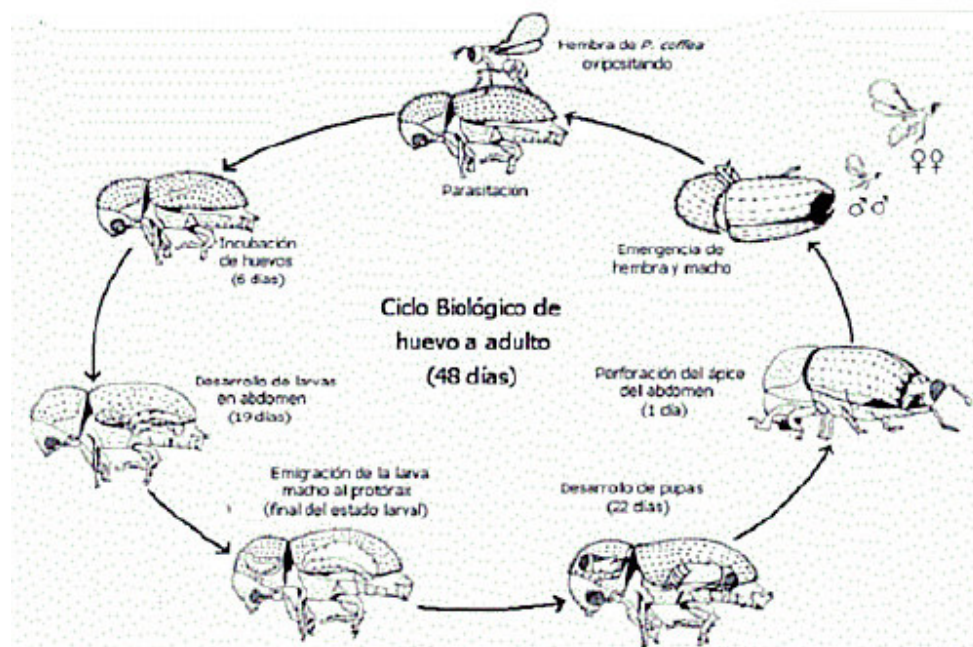 Hembra de P. coffea
ovipositando
Parasitación
Incubación
de huevos
(6 días)
Desarrollo de larvas
en abdomen
(19 días)
Emigración de la larva
macho al protórax
(final del estado larval)
Desarrollo de pupas
(22 días)
Perforación del ápice
del abdomen
(1 día)
Emergencia de
hembra y macho
♀♀
♂♂
Ciclo Biológico de
huevo a adulto
(48 días)